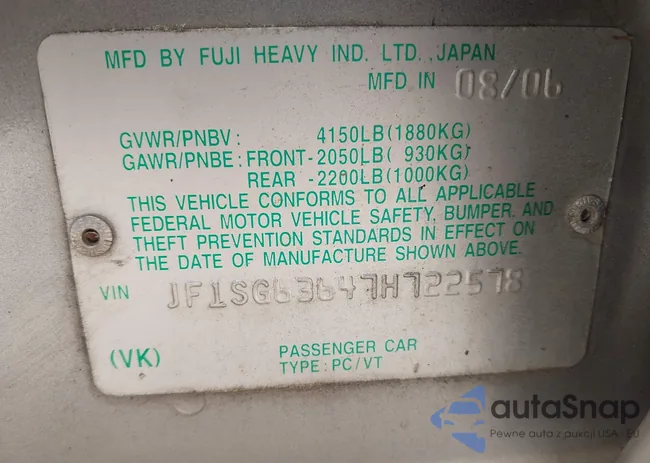 MFD BY FUJI HEAVY IND. LTD., JAPAN
MFD IN 08/06
GVWR/PNBV: 4150LB(1880KG)
GAWR/PNBE: FRONT-2050LB( 930KG)
REAR -2200LB(1000KG)
THIS VEHICLE CONFORMS TO ALL APPLICABLE
FEDERAL MOTOR VEHICLE SAFETY, BUMPER, AND
THEFT PREVENTION STANDARDS IN EFFECT ON
THE DATE OF MANUFACTURE SHOWN ABOVE.
VIN JF1SG63647H722578
(VK) PASSENGER CAR
TYPE: PC/VT
autaSnap
Pewne auta z aukcji USA, EU